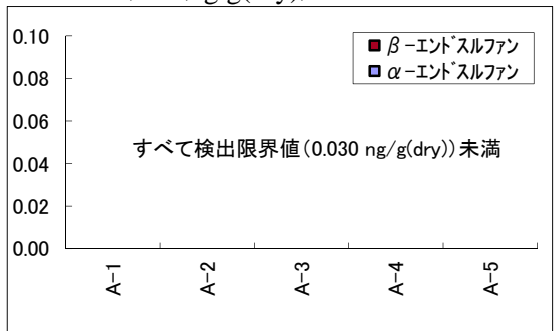 ng/g(dry)
0.10
0.08
0.06
0.04
0.02
0.00
β-エンドスルファン
α-エンドスルファン
すべて検出限界値(0.030 ng/g(dry))未満
A-1
A-2
A-3
A-4
A-5